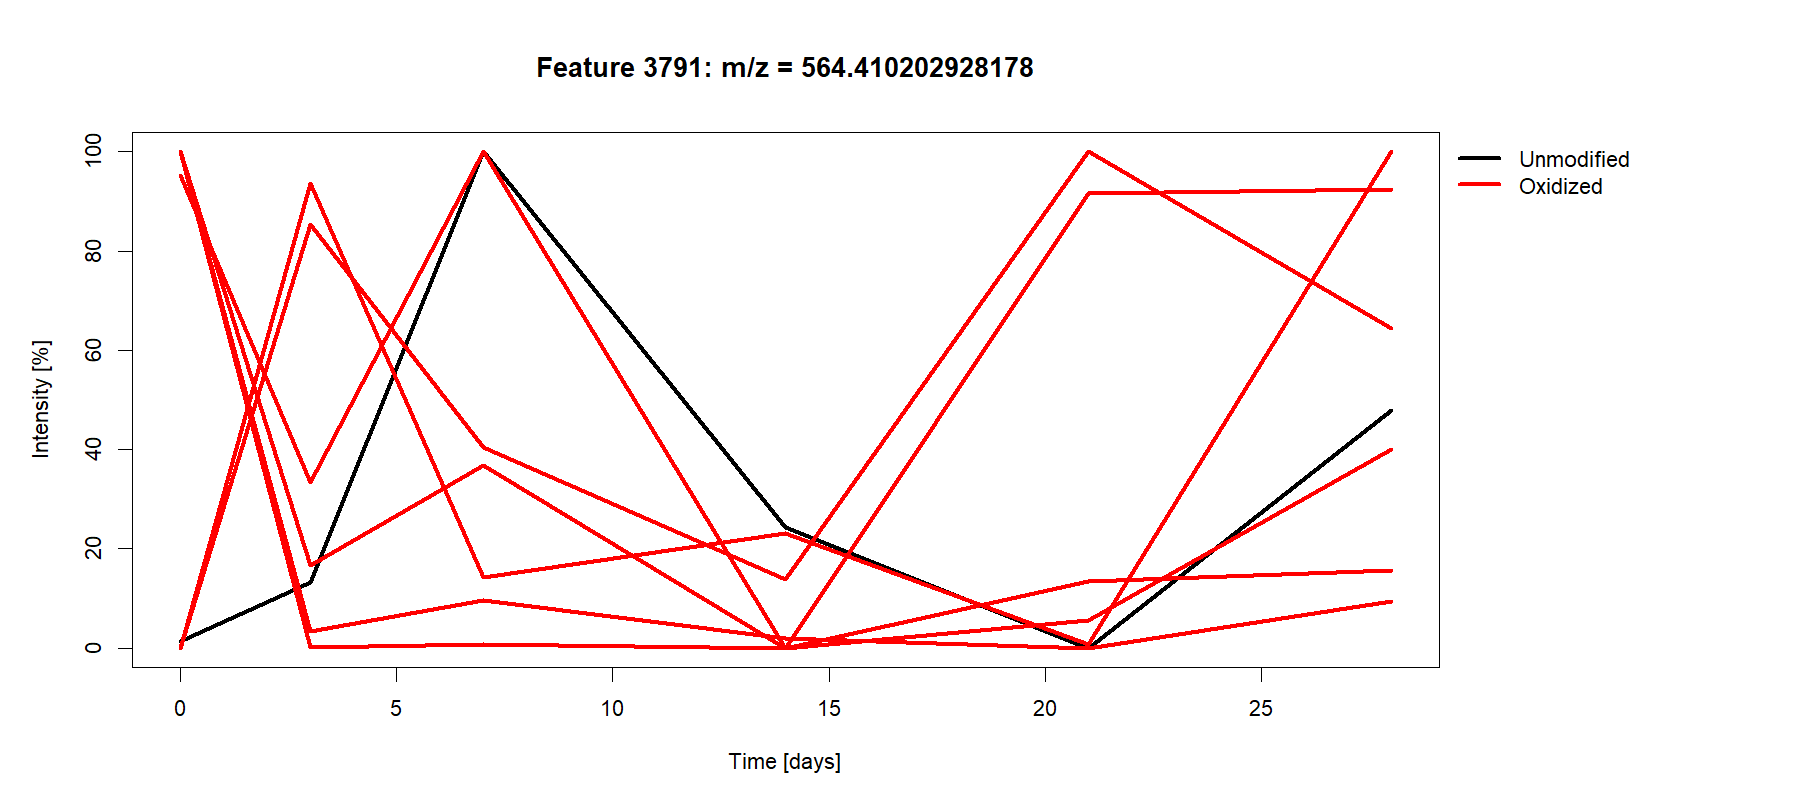 Feature 3791: m/z = 564.410202928178
Unmodified
Oxidized
Intensity [%]
100
80
60
40
20
0
0 5 10 15 20 25
Time [days]